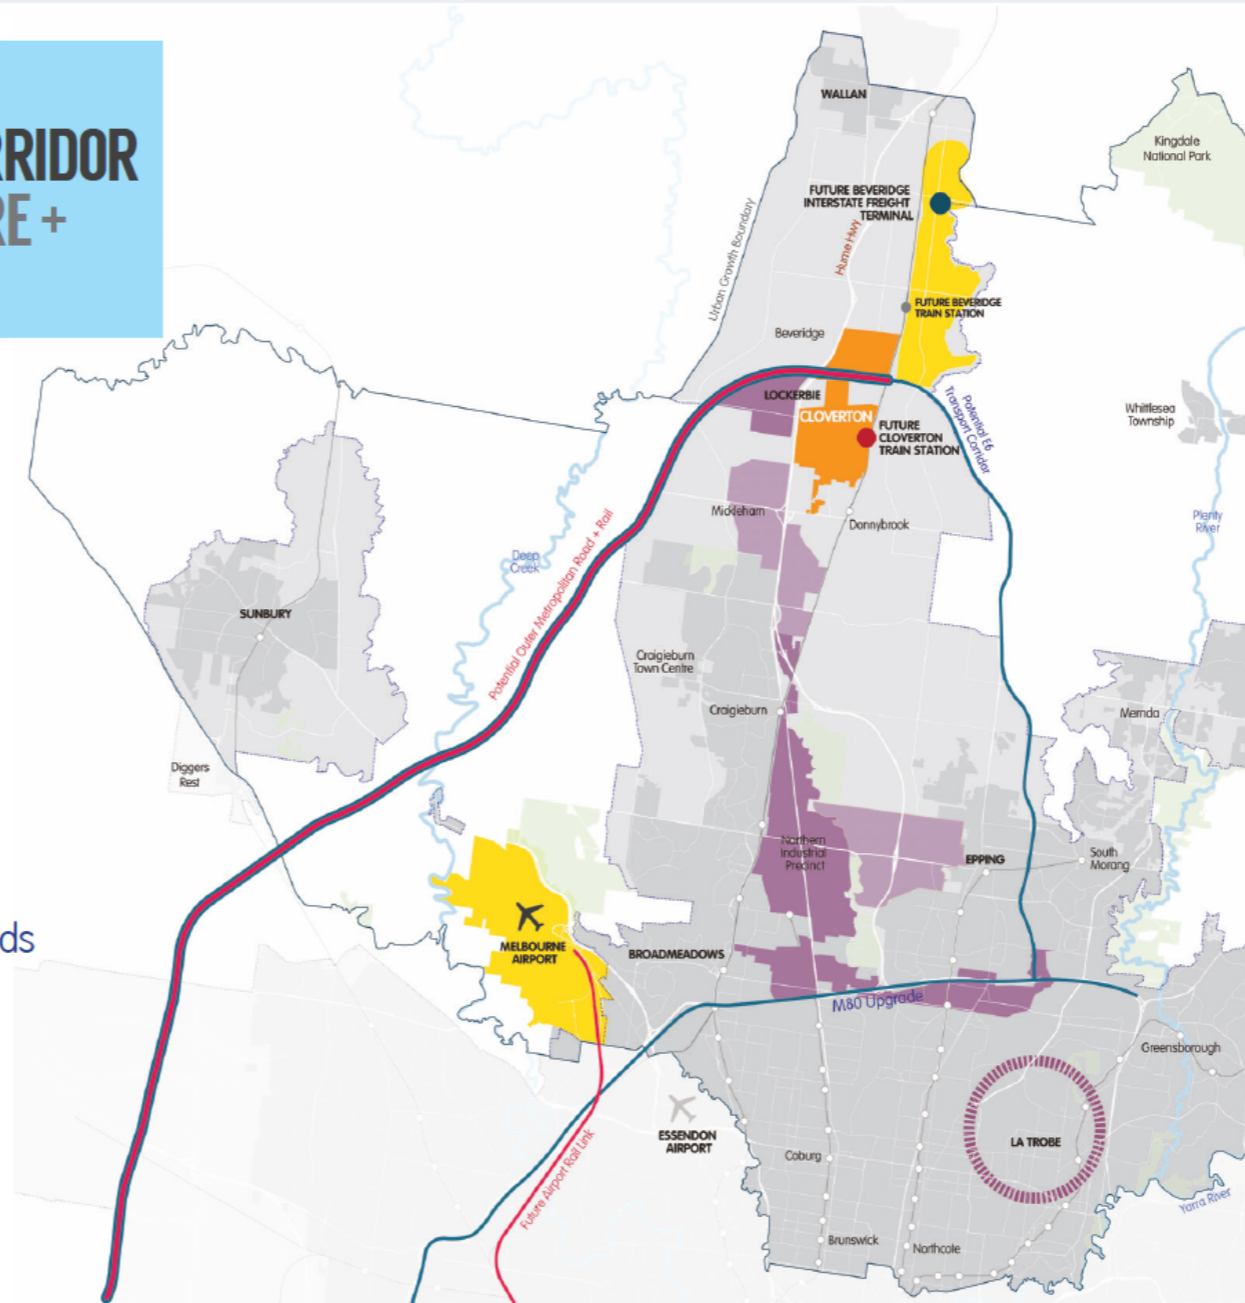 RRIDOR
RE +
WALLAN
Kingdale
National Park
FUTURE BEVERIDGE
INTERSTATE FREIGHT
TERMINAL
Urban Growth Boundary
Hume Hwy
FUTURE BEVERIDGE
TRAIN STATION
Beveridge
LOCKERBIE
CLOVERTON
FUTURE
CLOVERTON
TRAIN STATION
Potential E6
Transport Corridor
Whittlesea
Township
Mickleham
Donnybrook
Plenty
River
Deep
Creek
Potential Outer Metropolitan Road + Rail
SUNBURY
Craigieburn
Town Centre
Craigieburn
Mernda
Diggers
Rest
Northern
Industrial
Precinct
EPPING
South
Morang
ds
MELBOURNE
AIRPORT
BROADMEADOWS
M80 Upgrade
Greensborough
ESSENDON
AIRPORT
LA TROBE
Coburg
Future Airport Rail Link
Yarra River
Brunswick
Northcote